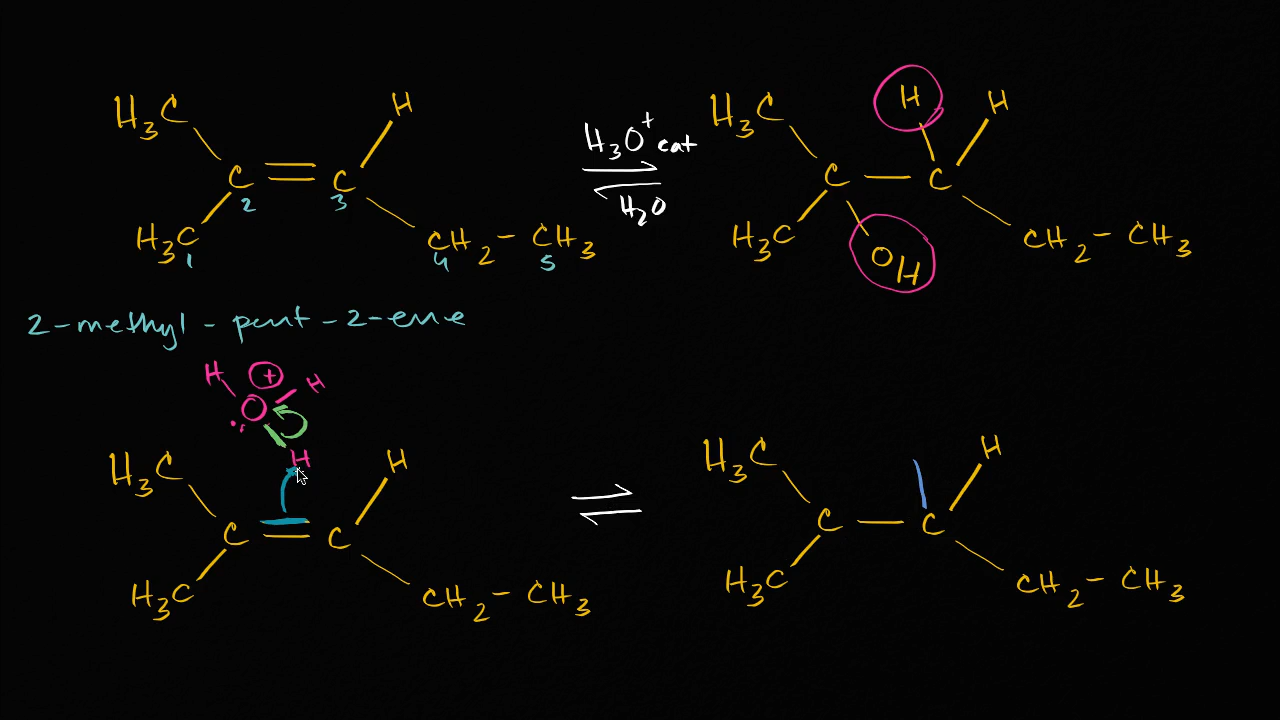 H₃C H H₃O⁺ cat H₃C H H
C = C H₂O C — C
2 3
H₃C CH₂ – CH₃ H₃C OH CH₂ – CH₃
1 4 5
2-methyl-pent-2-ene
H + H
:O
H
H₃C H H₃C H
C = C C — C
H₃C CH₂ – CH₃ H₃C CH₂ – CH₃